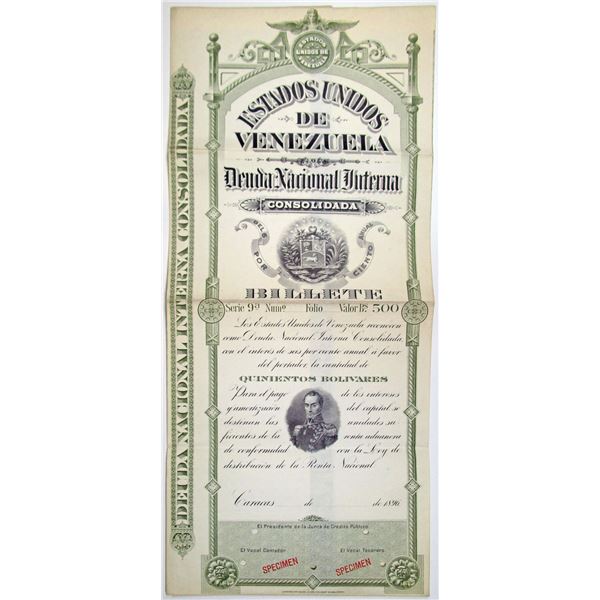 ESTADOS
UNIDOS DE
VENEZUELA
ESTADOS UNIDOS
DE
VENEZUELA
Deuda Nacional Interna
CONSOLIDADA
SEIS POR CIENTO ANUAL
BILLETE
Serie 9ª Numº Folio Valor Bs. 500
Los Estados Unidos de Venezuela reconocen
como Deuda Nacional Interna Consolidada,
con el interes de seis por ciento anual á favor
del portador la cantidad de
QUINIENTOS BOLIVARES
Para el pago de los intereses
y amortización del capital se
destinan las unidades su
ficientes de la renta aduanera
de conformidad con la Ley de
distribución de la Renta Nacional
Caracas de de 1896
El Presidente de la Junta de Crédito Público
El Vocal Contador El Vocal Tesorero
SPECIMEN SPECIMEN
DEUDA NACIONAL INTERNA CONSOLIDADA